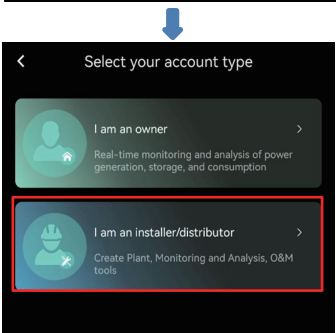 Select your account type
I am an owner
Real-time monitoring and analysis of power
generation, storage, and consumption
I am an installer/distributor
Create Plant, Monitoring and Analysis, O&M
tools